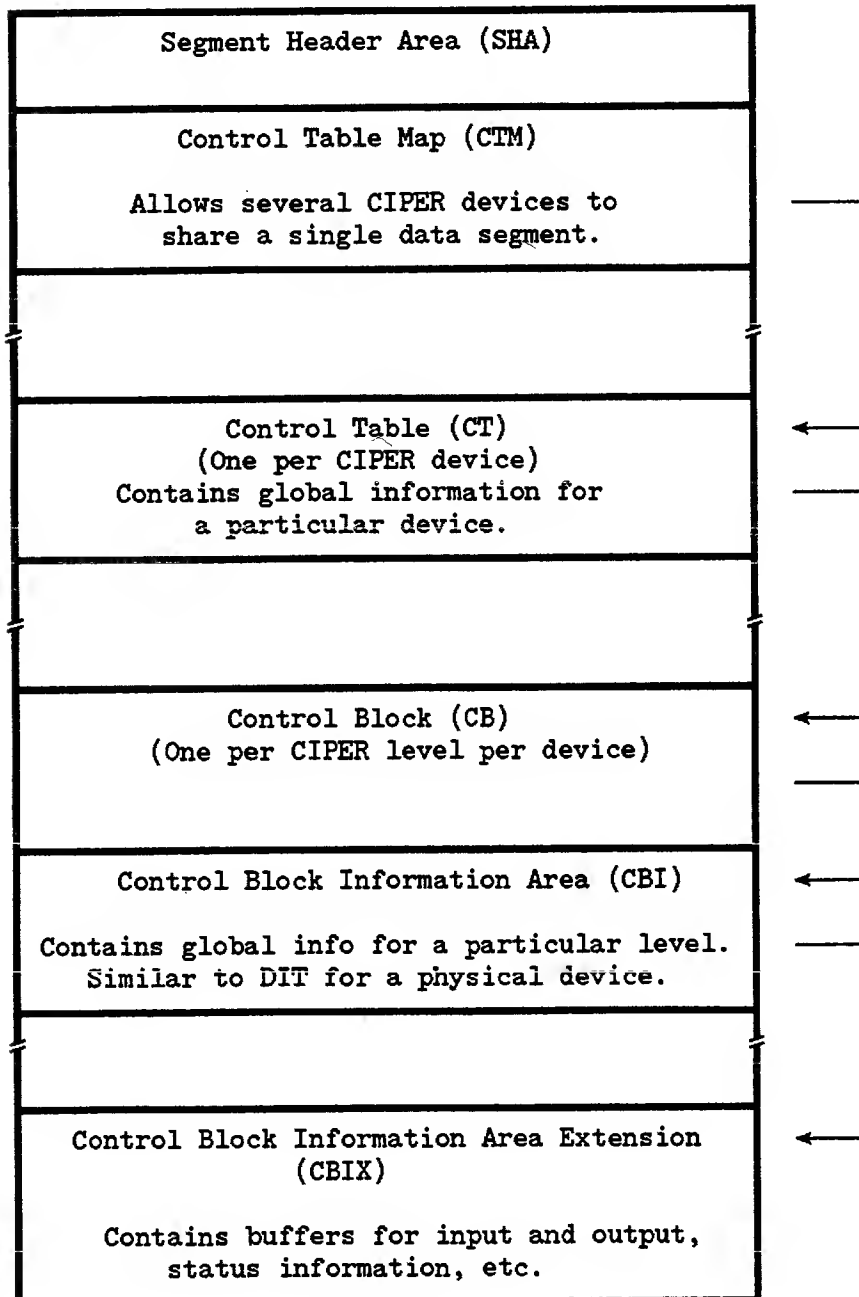 Segment Header Area (SHA)
Control Table Map (CTM)
Allows several CIPER devices to
share a single data segment.
Control Table (CT)
(One per CIPER device)
Contains global information for
a particular device.
Control Block (CB)
(One per CIPER level per device)
Control Block Information Area (CBI)
Contains global info for a particular level.
Similar to DIT for a physical device.
Control Block Information Area Extension
(CBIX)
Contains buffers for input and output,
status information, etc.